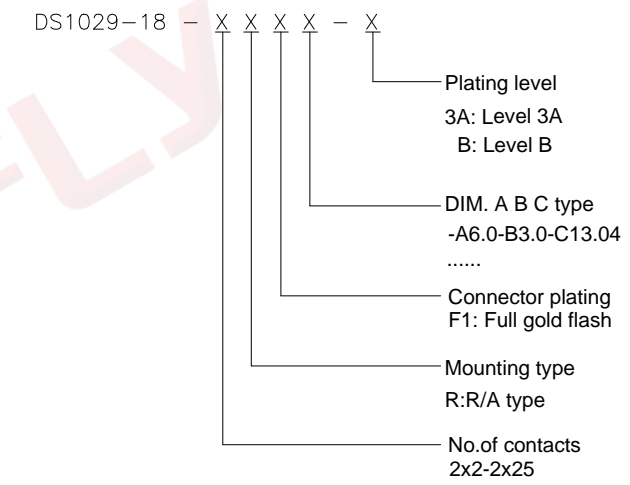 DS1029-18 - X X X X - X
Plating level
3A: Level 3A
B: Level B
DIM. A B C type
-A6.0-B3.0-C13.04
......
Connector plating
F1: Full gold flash
Mounting type
R:R/A type
No.of contacts
2x2-2x25